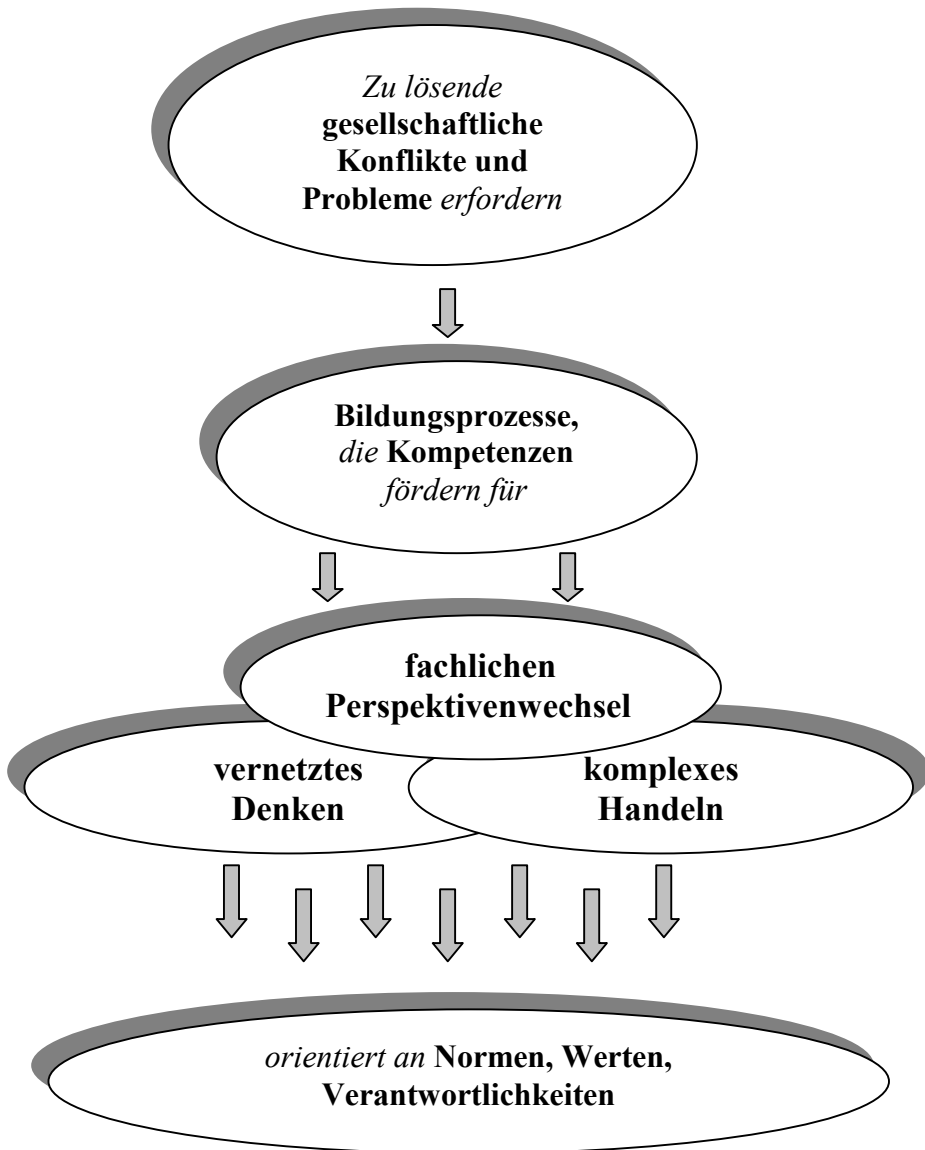 Zu lösende
gesellschaftliche
Konflikte und
Probleme erfordern
Bildungsprozesse,
die Kompetenzen
fördern für
fachlichen
Perspektivenwechsel
vernetztes
Denken
komplexes
Handeln
orientiert an Normen, Werten,
Verantwortlichkeiten